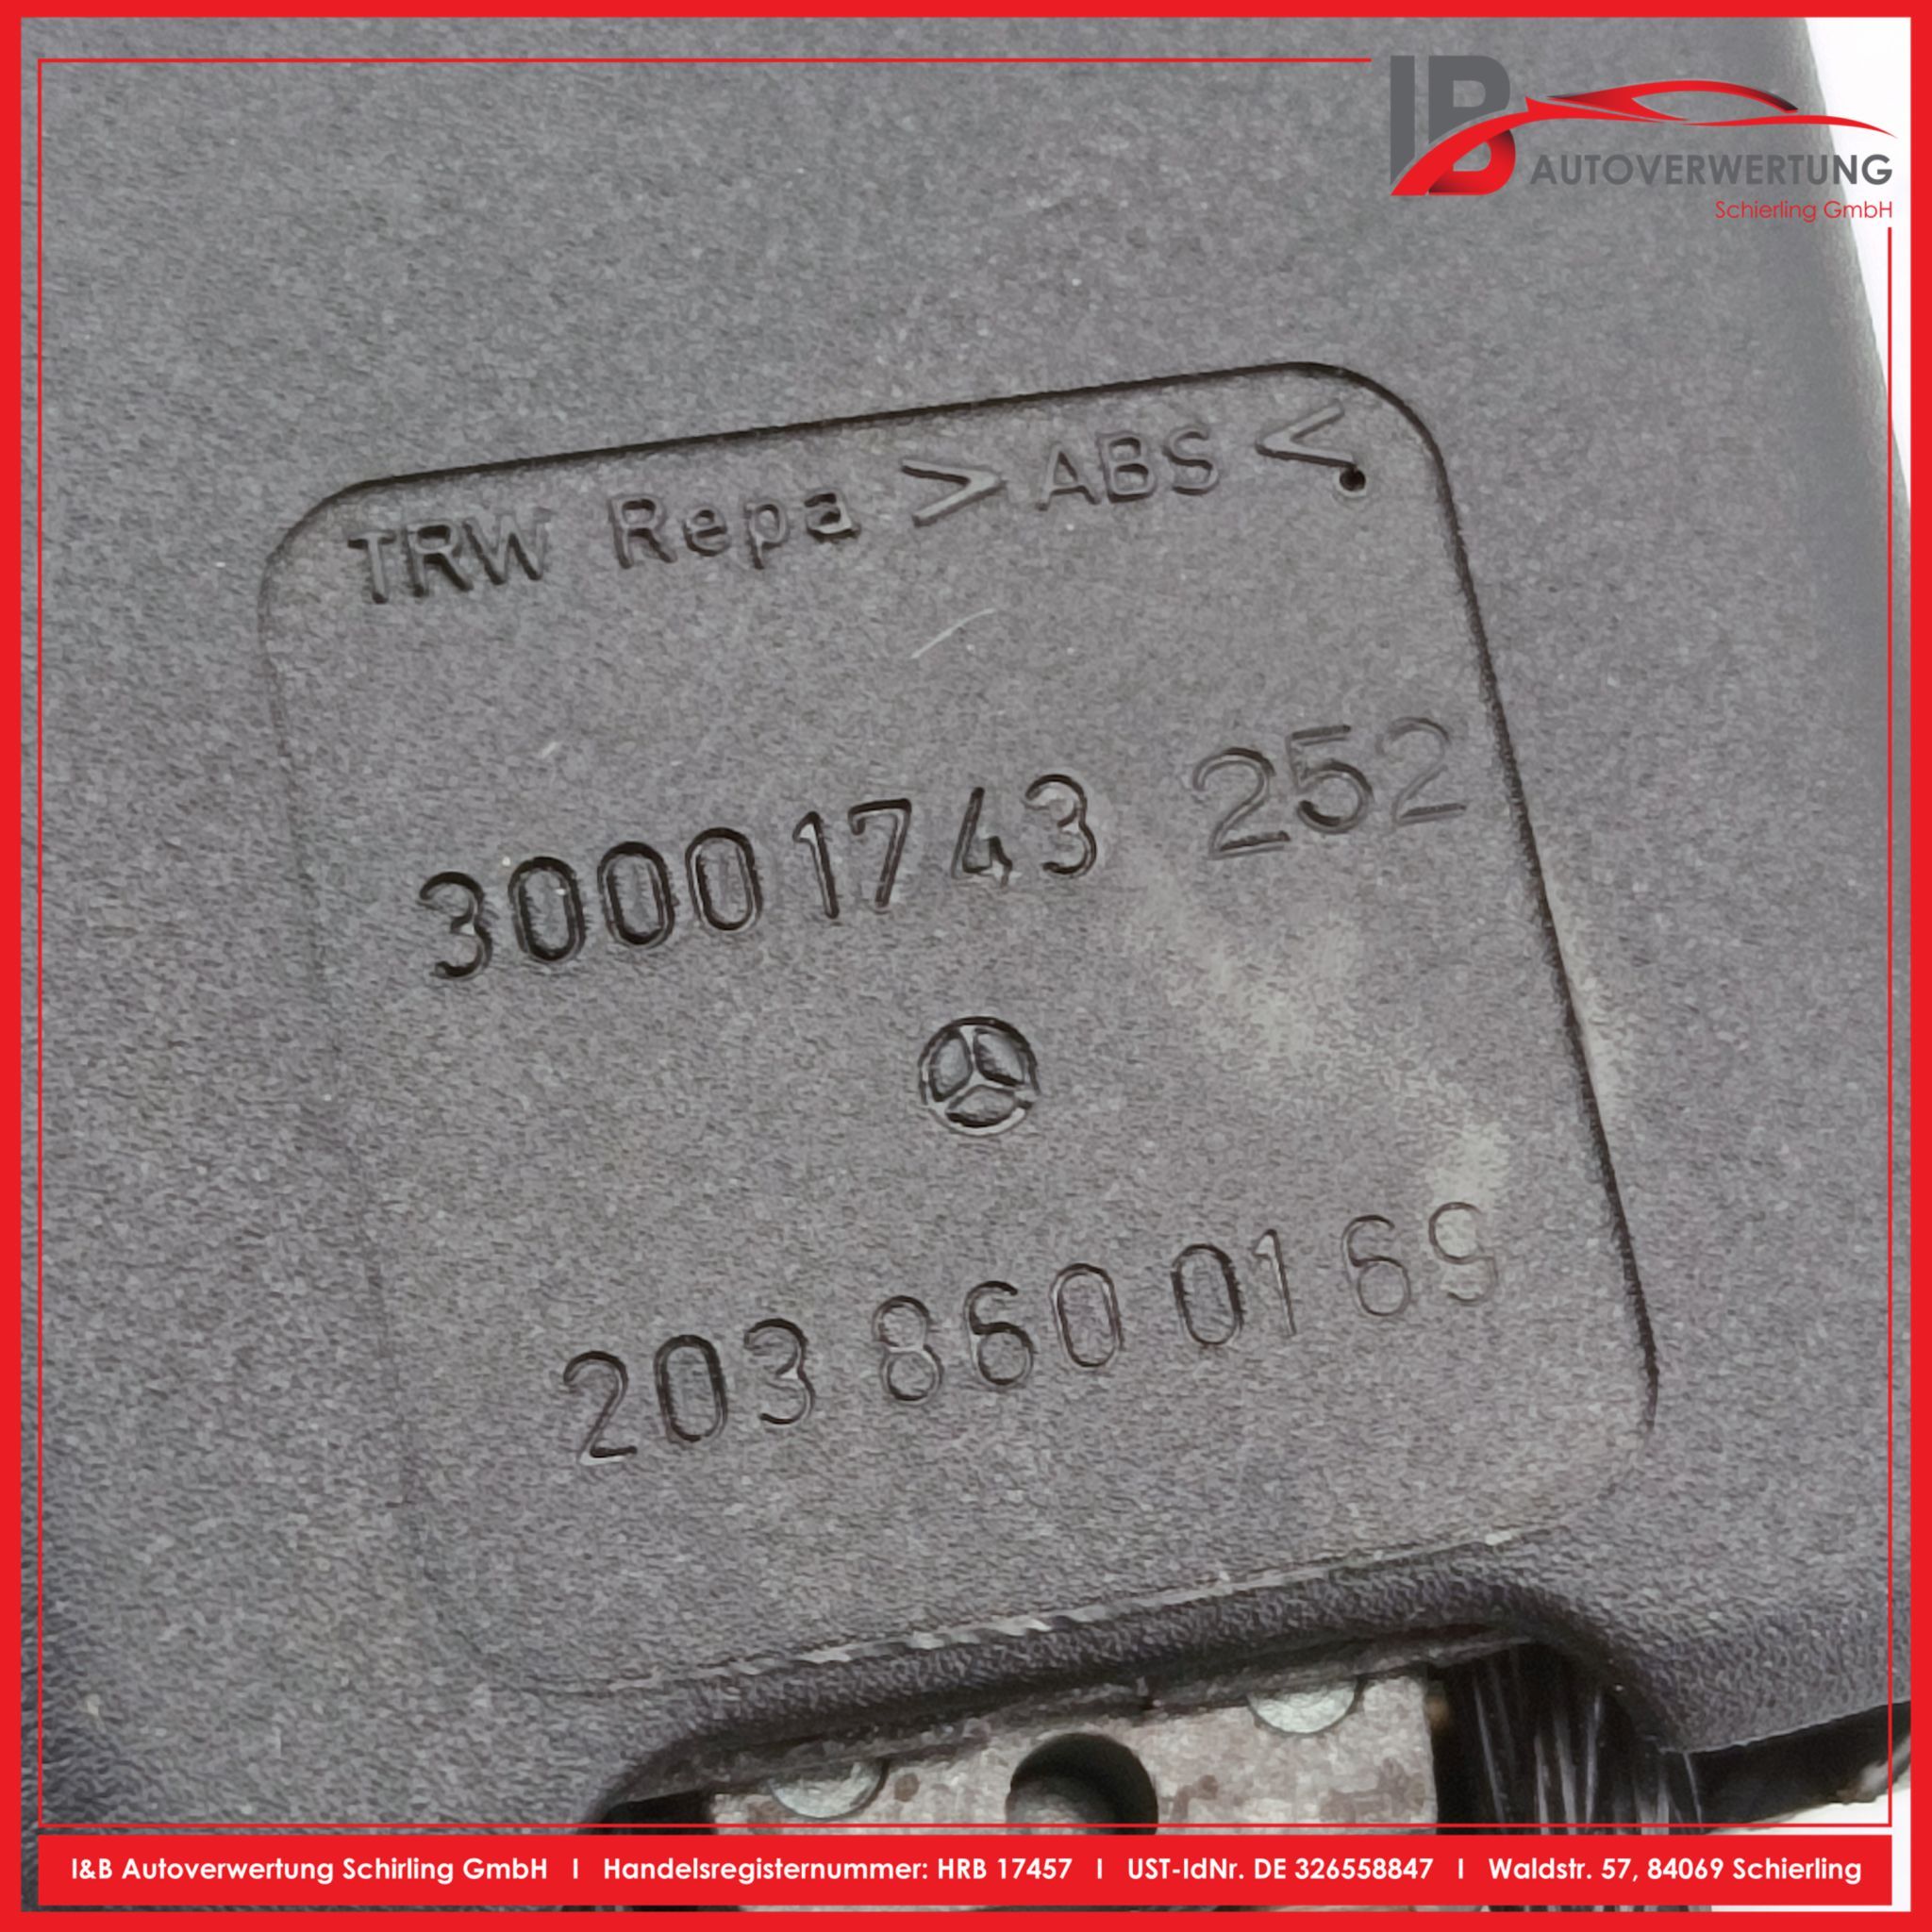 IB
AUTOVERWERTUNG
Schierling GmbH
TRW Repa >ABS<
30001743 252
203 860 01 69
I&B Autoverwertung Schirling GmbH | Handelsregisternummer: HRB 17457 | UST-IdNr. DE 326558847 | Waldstr. 57, 84069 Schierling